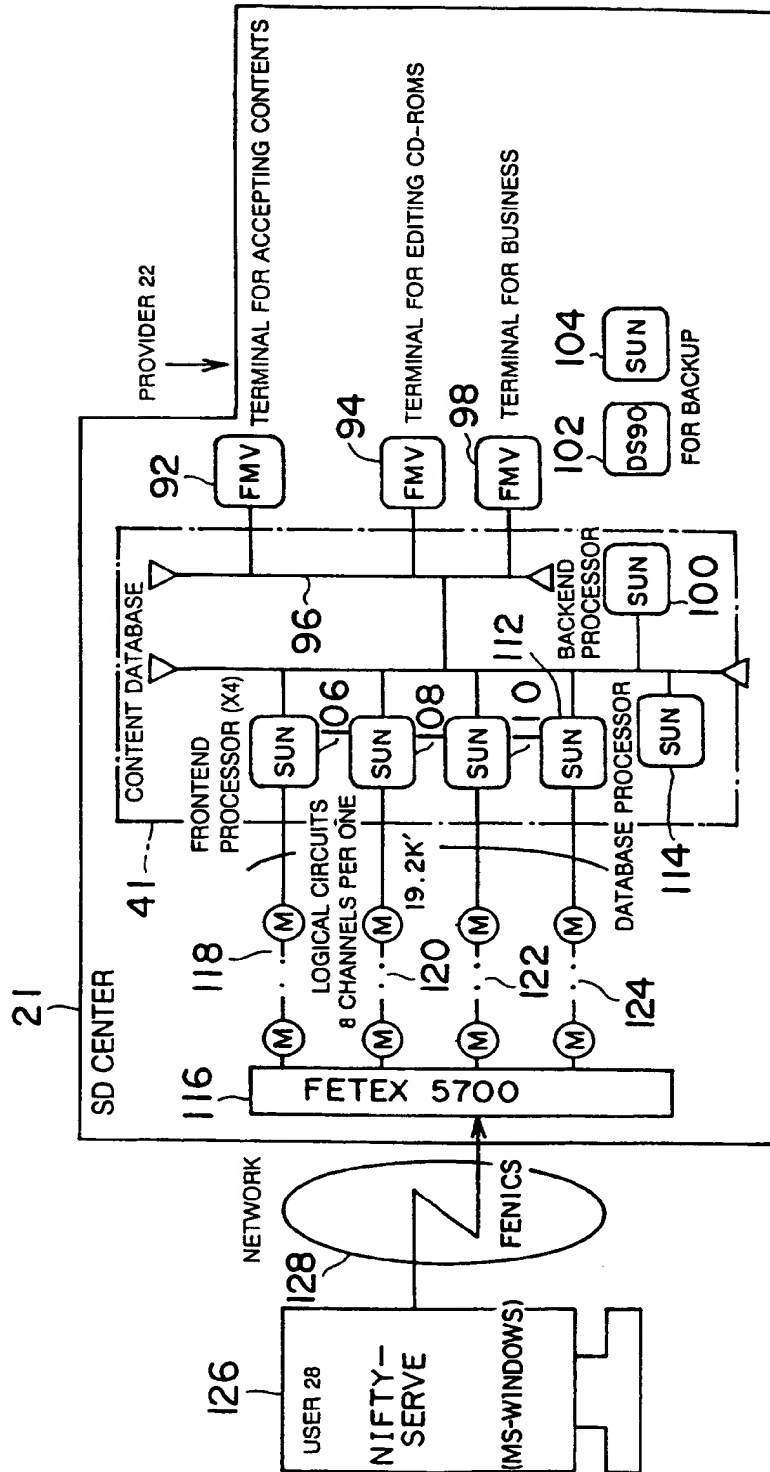 21
SD CENTER
PROVIDER 22
41
CONTENT DATABASE
FRONTEND
PROCESSOR (X4)
92
FMV
TERMINAL FOR ACCEPTING CONTENTS
94
FMV
TERMINAL FOR EDITING CD-ROMS
98
FMV
TERMINAL FOR BUSINESS
96
116
FETEX 5700
M
118
M
SUN
106
LOGICAL CIRCUITS
8 CHANNELS PER ONE
M
120
M
SUN
108
19.2K'
M
122
M
SUN
110
M
124
M
SUN
112
DATABASE PROCESSOR
SUN
114
BACKEND
PROCESSOR
SUN
100
102
DS90
104
SUN
FOR BACKUP
NETWORK
FENICS
128
126
USER 28
NIFTY-
SERVE
(MS-WINDOWS)